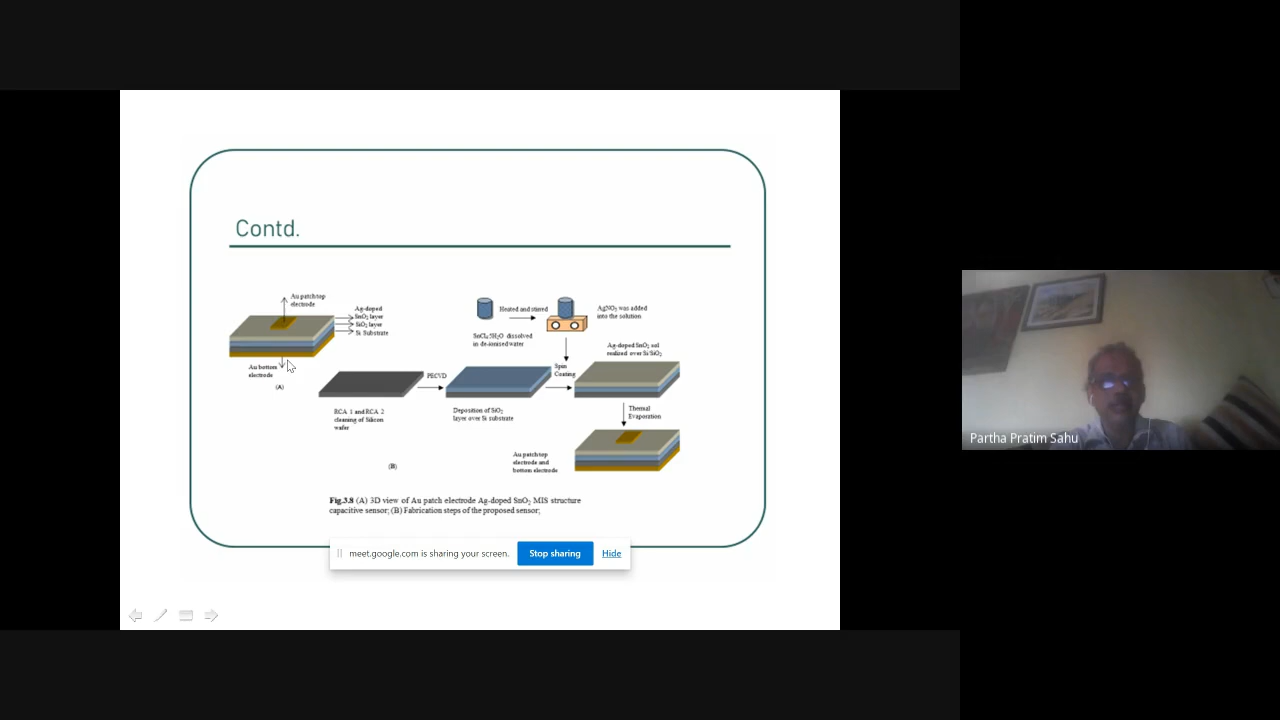 Contd.
Au patch top
electrode
Ag-doped
SnO2 layer
SiO2 layer
Si Substrate
Au bottom
electrode
(A)
Heated and stirred
SnCl4.5H2O dissolved
in de-ionised water
AgNO3 was added
into the solution
Ag-doped SnO2 sol
realized over Si/SiO2
PECVD
Spin
Coating
RCA 1 and RCA 2
cleaning of Silicon
wafer
Deposition of SiO2
layer over Si substrate
Thermal
Evaporation
Au patch top
electrode and
bottom electrode
(B)
Fig.3.8 (A) 3D view of Au patch electrode Ag-doped SnO2 MIS structure
capacitive sensor; (B) Fabrication steps of the proposed sensor;
meet.google.com is sharing your screen.
Stop sharing
Hide
Partha Pratim Sahu